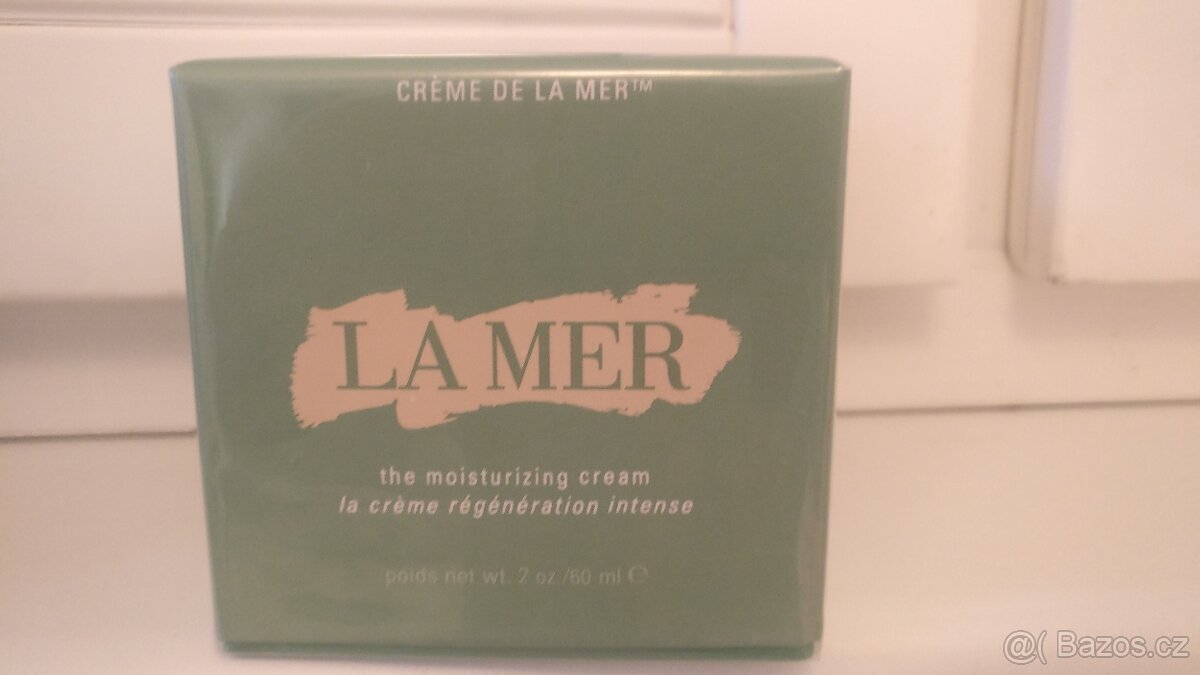 CRÈME DE LA MER™
LA MER
the moisturizing cream
la crème régénération intense
poids net wt. 2 oz /60 ml ℮
@( Bazos.cz